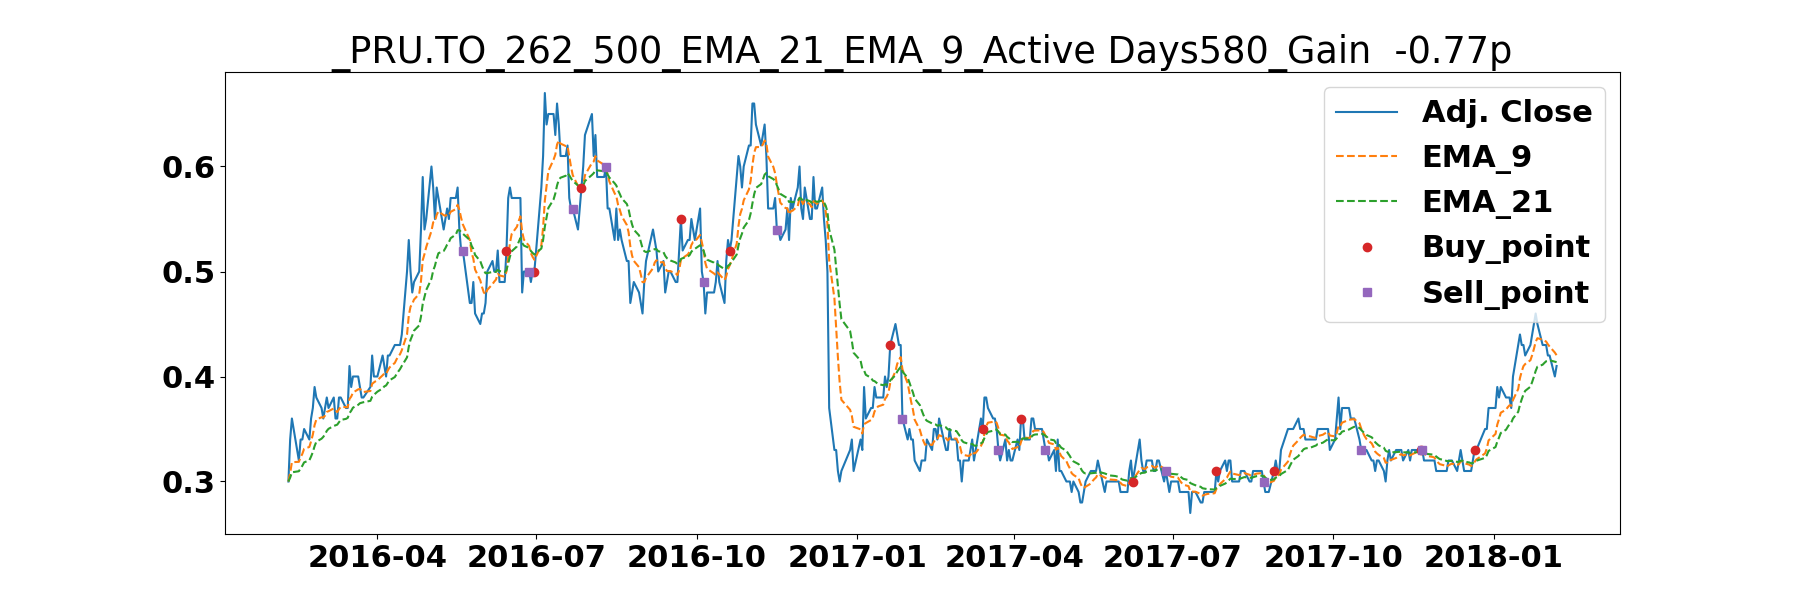 _PRU.TO_262_500_EMA_21_EMA_9_Active Days580_Gain  -0.77p
Adj. Close
EMA_9
EMA_21
Buy_point
Sell_point
0.6
0.5
0.4
0.3
2016-04 2016-07 2016-10 2017-01 2017-04 2017-07 2017-10 2018-01